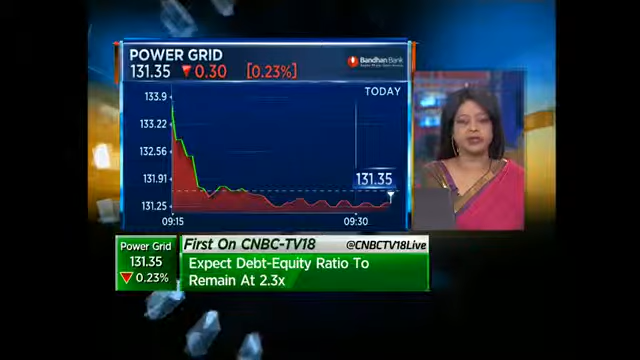 POWER GRID
131.35 ▼0.30 [0.23%]
Bandhan Bank
TODAY
133.9
133.22
132.56
131.91
131.25
131.35
09:15
09:30
Power Grid
131.35
▼0.23%
First On CNBC-TV18
@CNBCTV18Live
Expect Debt-Equity Ratio To
Remain At 2.3x